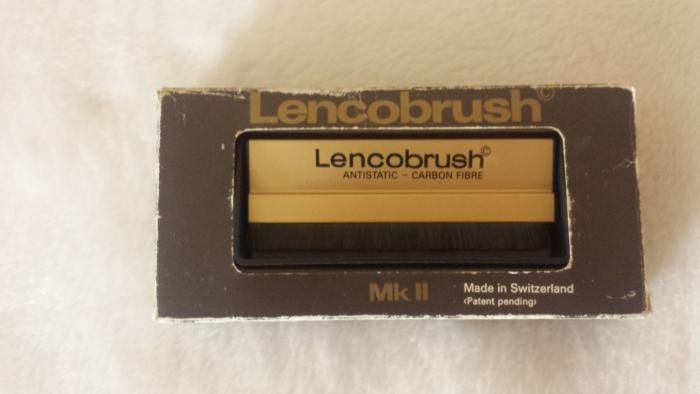 Lencobrush©
Lencobrush©
ANTISTATIC – CARBON FIBRE
Mk II
Made in Switzerland
‹Patent pending›